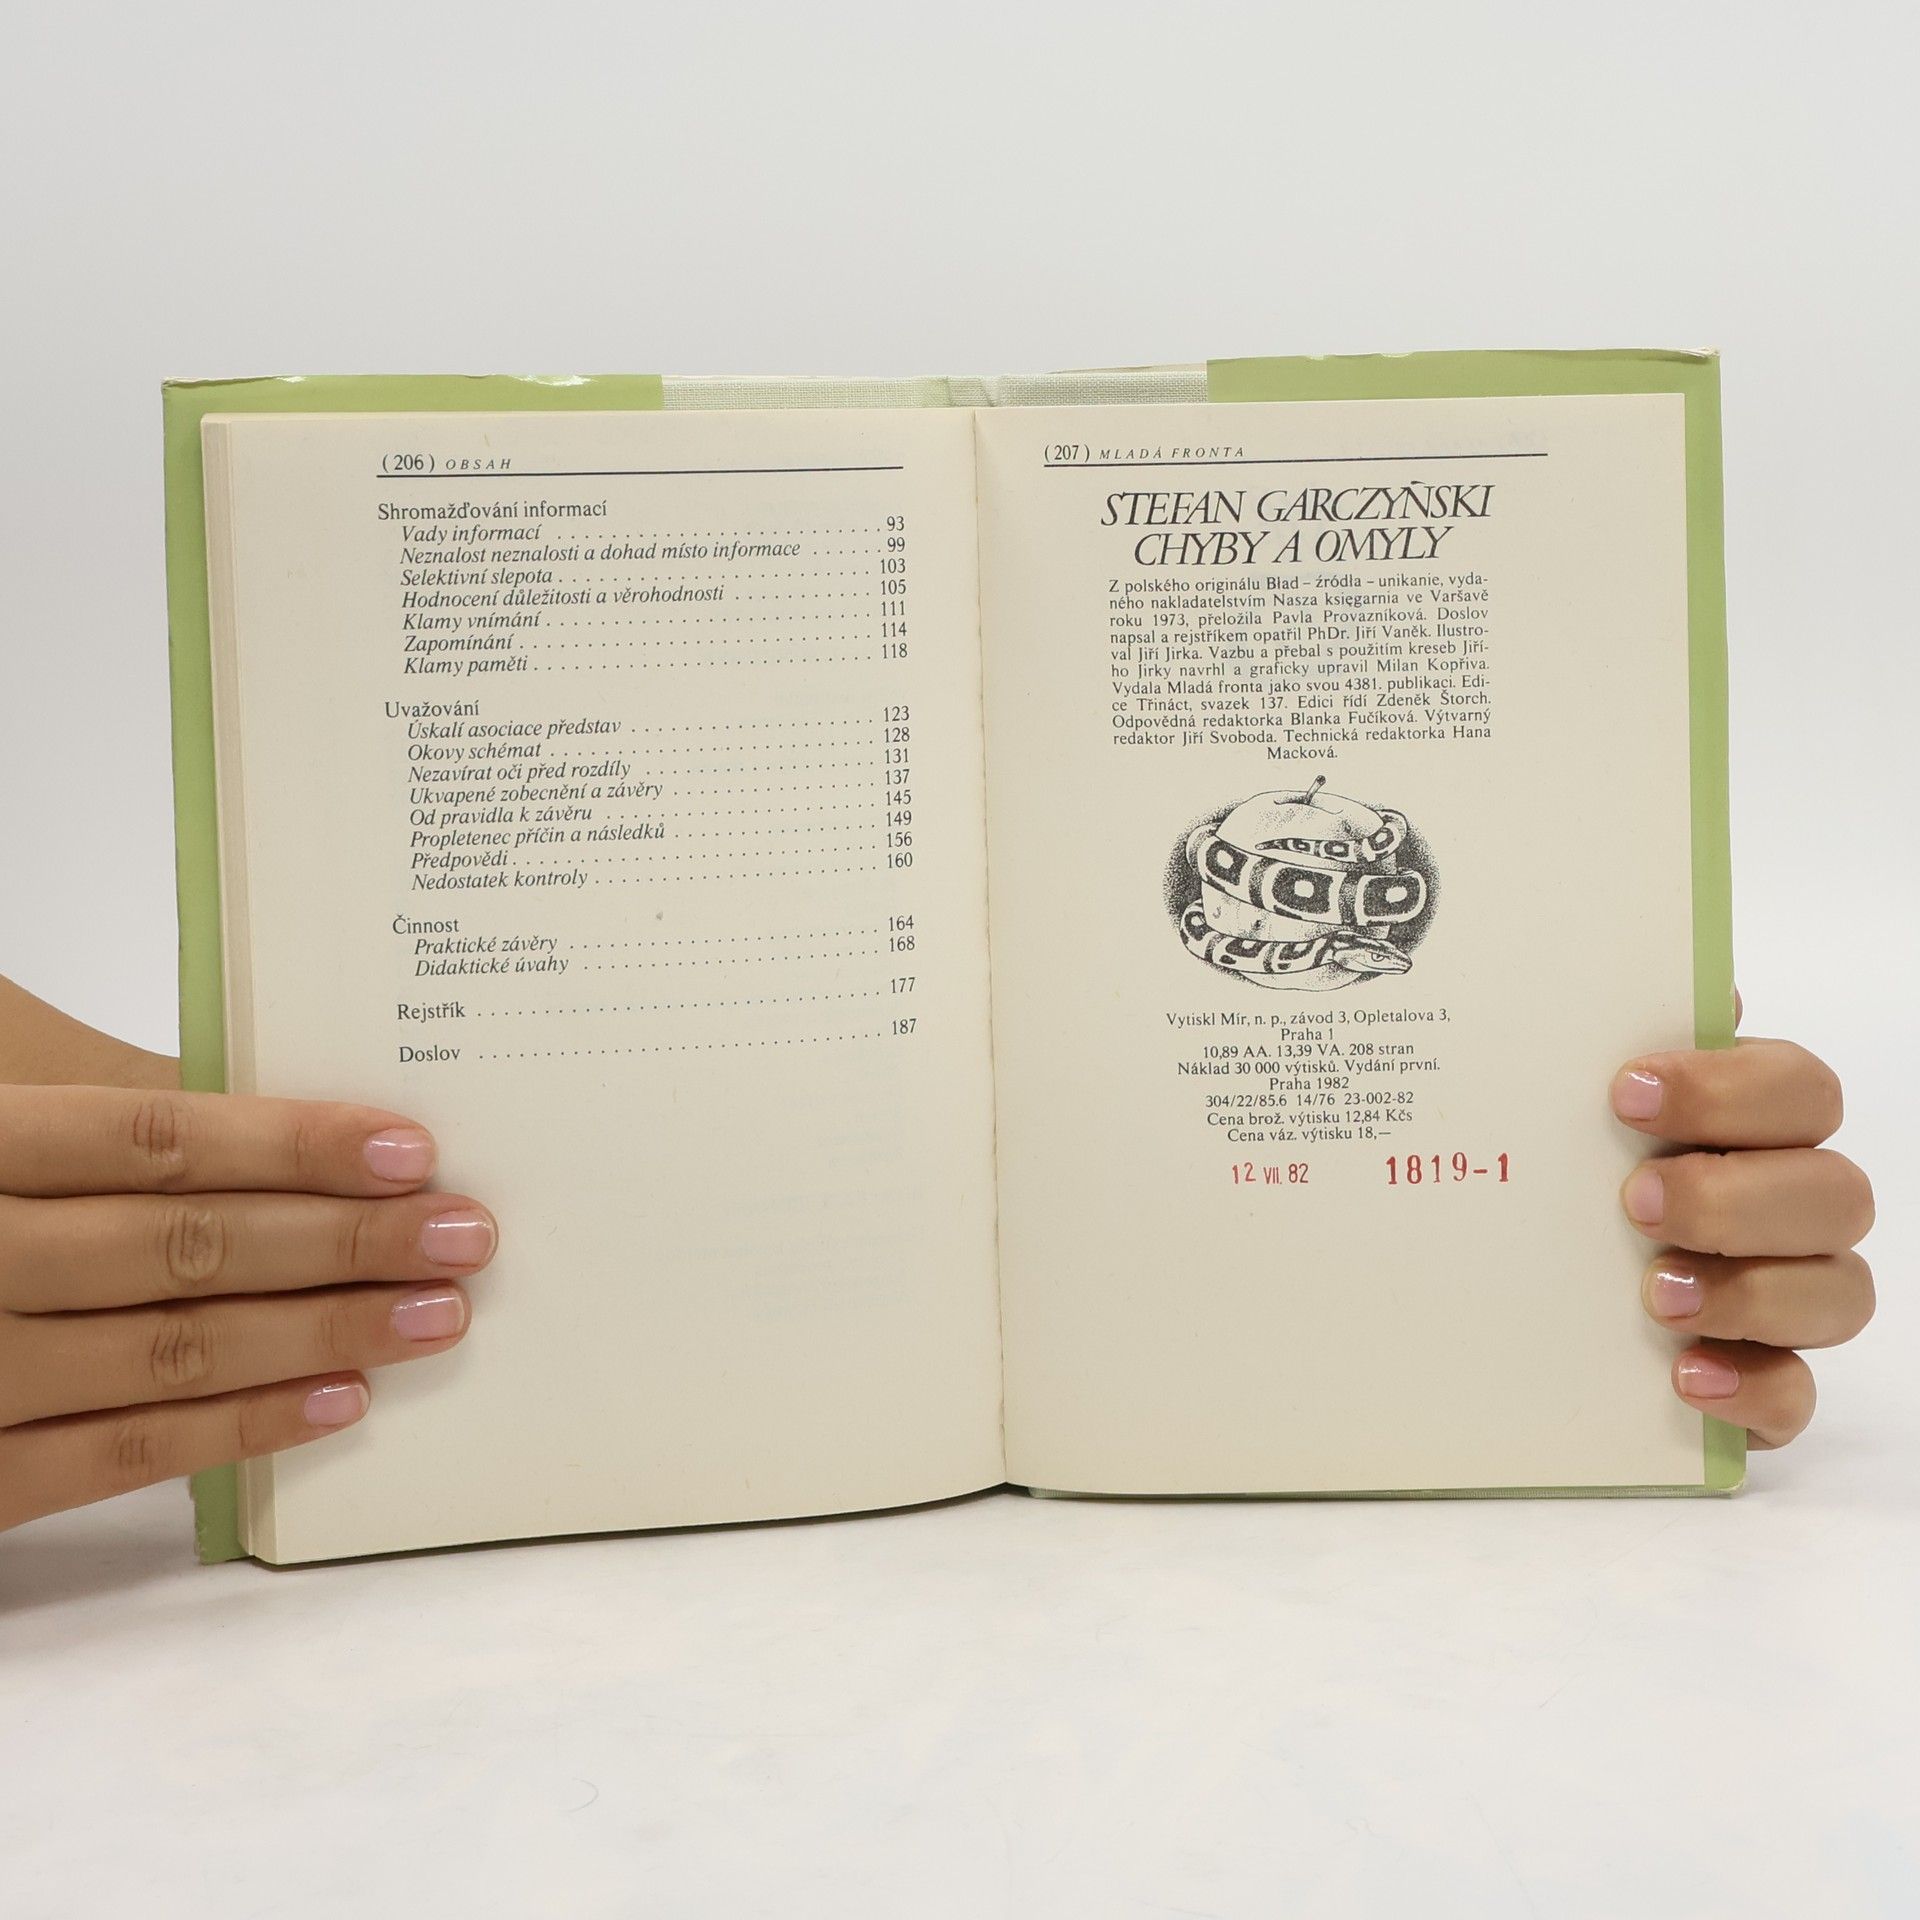 (206) OBSAH
Shromažďování informací
Vady informací . . . . . . . . . . . . . . . . . . . . . . . . . 93
Neznalost neznalosti a dohad místo informace . . . . . . 99
Selektivní slepota . . . . . . . . . . . . . . . . . . . . . . . . 103
Hodnocení důležitosti a věrohodnosti . . . . . . . . . . . 105
Klamy vnímání . . . . . . . . . . . . . . . . . . . . . . . . . 111
Zapomínání . . . . . . . . . . . . . . . . . . . . . . . . . . . 114
Klamy paměti . . . . . . . . . . . . . . . . . . . . . . . . . . 118
Uvažování
Úskalí asociace představ . . . . . . . . . . . . . . . . . . . 123
Okovy schémat . . . . . . . . . . . . . . . . . . . . . . . . . 128
Nezavírat oči před rozdíly . . . . . . . . . . . . . . . . . . 131
Ukvapené zobecnění a závěry . . . . . . . . . . . . . . . . 137
Od pravidla k závěru . . . . . . . . . . . . . . . . . . . . . 145
Propletenec příčin a následků . . . . . . . . . . . . . . . . 149
Předpovědi . . . . . . . . . . . . . . . . . . . . . . . . . . . . 156
Nedostatek kontroly . . . . . . . . . . . . . . . . . . . . . . 160
Činnost
Praktické závěry . . . . . . . . . . . . . . . . . . . . . . . . 164
Didaktické úvahy . . . . . . . . . . . . . . . . . . . . . . . 168
Rejstřík . . . . . . . . . . . . . . . . . . . . . . . . . . . . . . . 177
Doslov . . . . . . . . . . . . . . . . . . . . . . . . . . . . . . . 187
(207) MLADÁ FRONTA
STEFAN GARCZYŃSKI
CHYBY A OMYLY
Z polského originálu Bład – źródła – unikanie, vyda-
ného nakladatelstvím Nasza księgarnia ve Varšavě
roku 1973, přeložila Pavla Provazníková. Doslov
napsal a rejstříkem opatřil PhDr. Jiří Vaněk. Ilustro-
val Jiří Jirka. Vazbu a přebal s použitím kreseb Jiří-
ho Jirky navrhl a graficky upravil Milan Kopřiva.
Vydala Mladá fronta jako svou 4381. publikaci. Edi-
ce Třináct, svazek 137. Edici řídí Zdeněk Štorch.
Odpovědná redaktorka Blanka Fučíková. Výtvarný
redaktor Jiří Svoboda. Technická redaktorka Hana
Macková.
Vytiskl Mír, n. p., závod 3, Opletalova 3,
Praha 1
10,89 AA. 13,39 VA. 208 stran
Náklad 30 000 výtisků. Vydání první.
Praha 1982
304/22/85.6 14/76 23-002-82
Cena brož. výtisku 12,84 Kčs
Cena váz. výtisku 18,—
12 VII. 82 1819-1